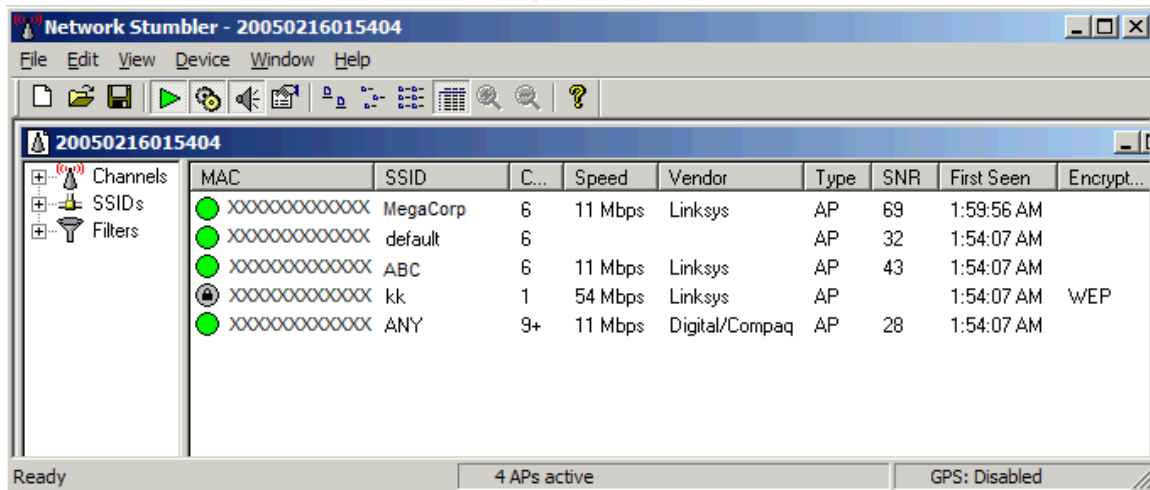 Network Stumbler - 20050216015404
File Edit View Device Window Help
20050216015404
Channels
SSIDs
Filters
MAC SSID C... Speed Vendor Type SNR First Seen Encrypt...
XXXXXXXXXXXX MegaCorp 6 11 Mbps Linksys AP 69 1:59:56 AM
XXXXXXXXXXXX default 6 AP 32 1:54:07 AM
XXXXXXXXXXXX ABC 6 11 Mbps Linksys AP 43 1:54:07 AM
XXXXXXXXXXXX kk 1 54 Mbps Linksys AP 1:54:07 AM WEP
XXXXXXXXXXXX ANY 9+ 11 Mbps Digital/Compaq AP 28 1:54:07 AM
Ready 4 APs active GPS: Disabled